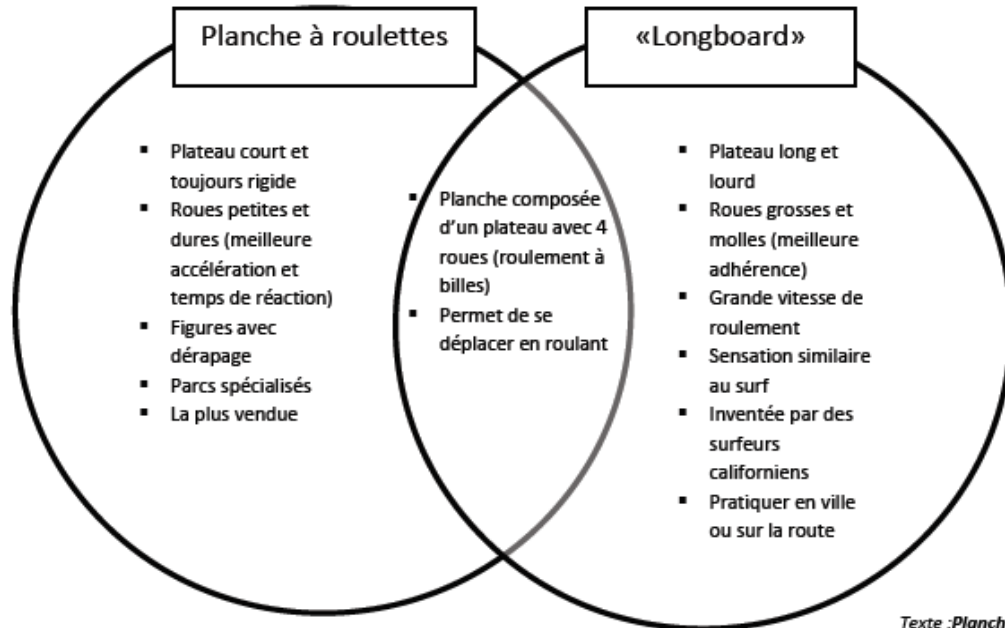 Planche à roulettes
«Longboard»
▪ Plateau court et
toujours rigide
▪ Roues petites et
dures (meilleure
accélération et
temps de réaction)
▪ Figures avec
dérapage
▪ Parcs spécialisés
▪ La plus vendue
▪ Planche composée
d'un plateau avec 4
roues (roulement à
billes)
▪ Permet de se
déplacer en roulant
▪ Plateau long et
lourd
▪ Roues grosses et
molles (meilleure
adhérence)
▪ Grande vitesse de
roulement
▪ Sensation similaire
au surf
▪ Inventée par des
surfeurs
californiens
▪ Pratiquer en ville
ou sur la route
Texte :Planch